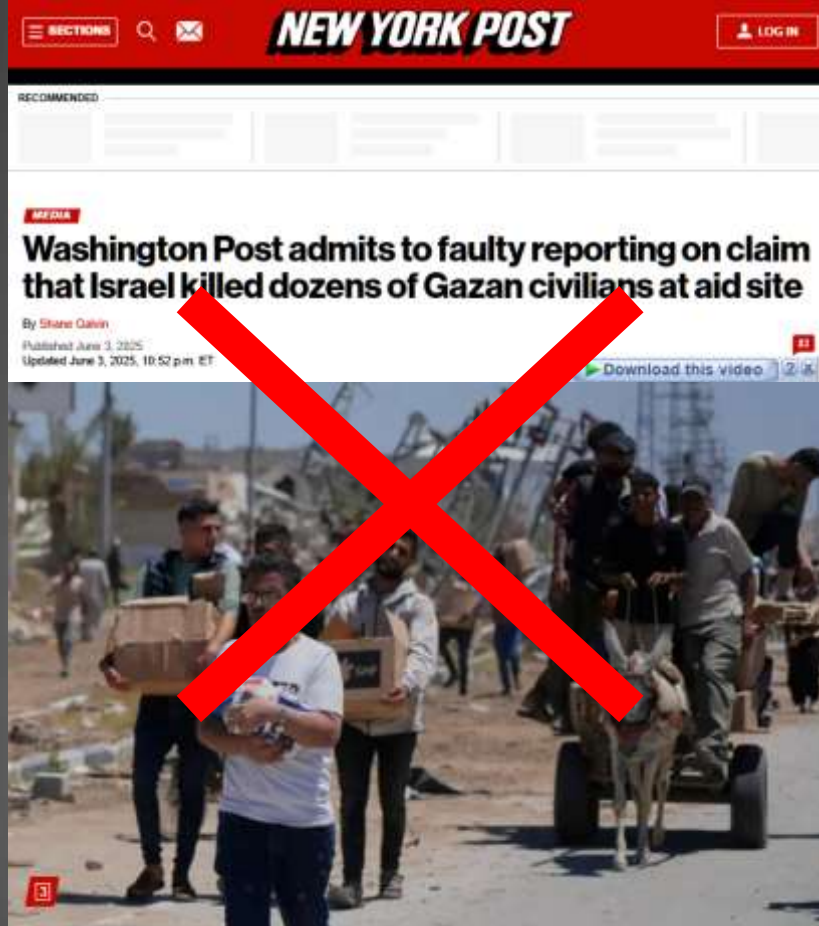 SECTIONS
NEW YORK POST
LOG IN
RECOMMENDED
MEDIA
Washington Post admits to faulty reporting on claim
that Israel killed dozens of Gazan civilians at aid site
By Shane Galvin
Published June 3, 2025
Updated June 3, 2025, 10:52 p.m. ET
Download this video ? X
3